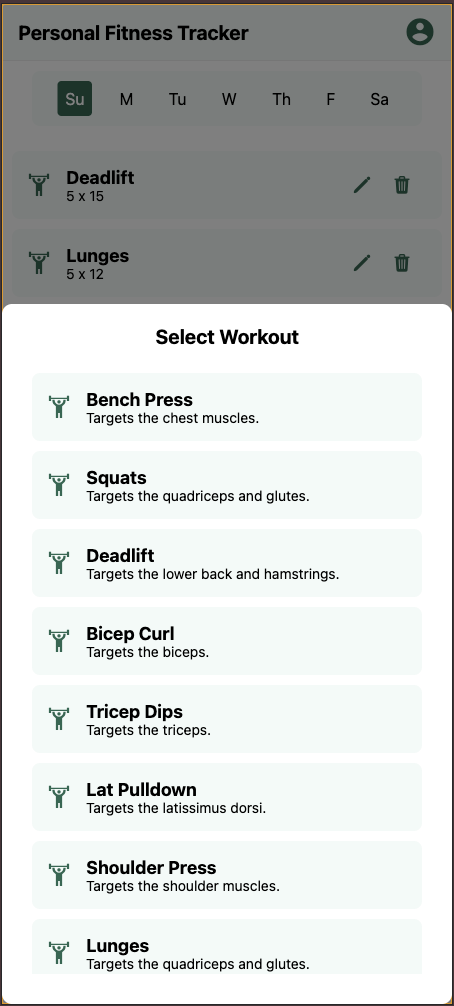 Personal Fitness Tracker
Su M Tu W Th F Sa
Deadlift
5 x 15
Lunges
5 x 12
Select Workout
Bench Press
Targets the chest muscles.
Squats
Targets the quadriceps and glutes.
Deadlift
Targets the lower back and hamstrings.
Bicep Curl
Targets the biceps.
Tricep Dips
Targets the triceps.
Lat Pulldown
Targets the latissimus dorsi.
Shoulder Press
Targets the shoulder muscles.
Lunges
Targets the quadriceps and glutes.